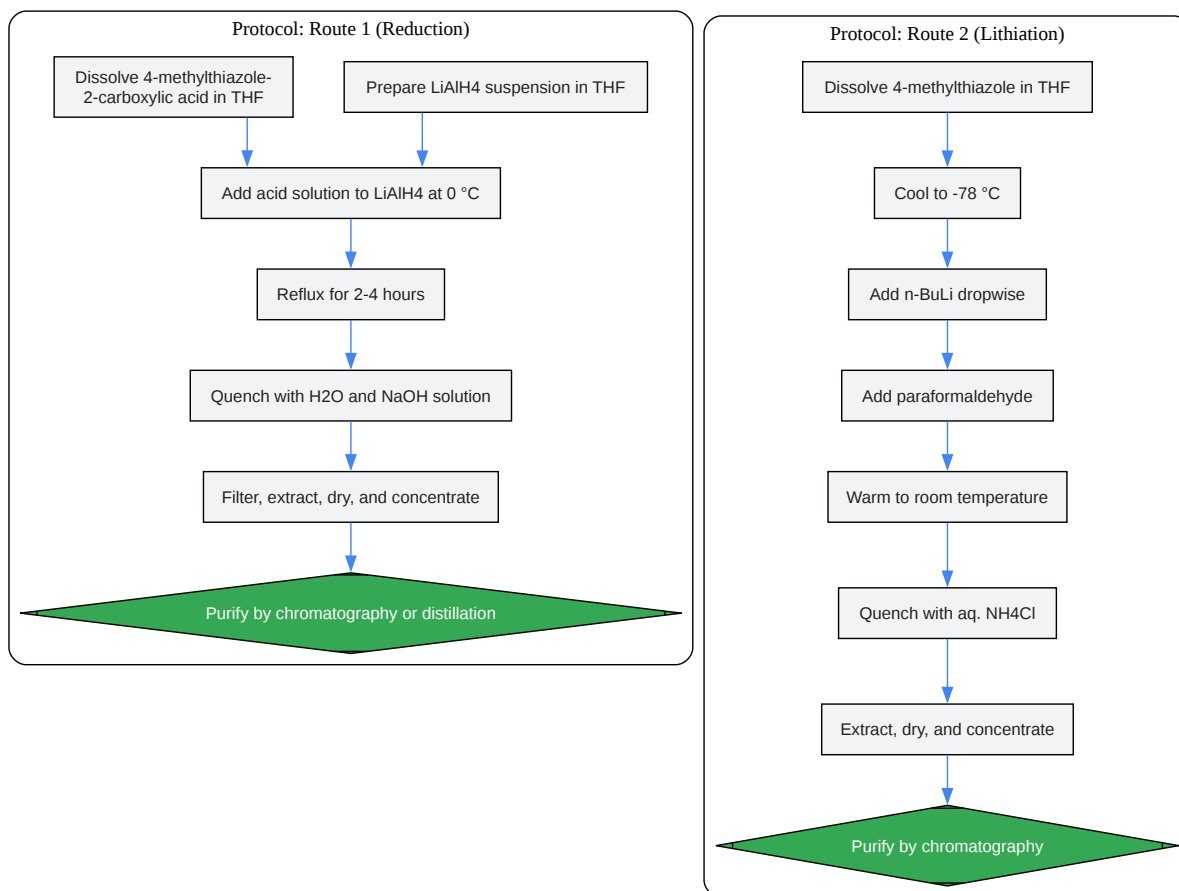 Protocol: Route 1 (Reduction)
Dissolve 4-methylthiazole-
2-carboxylic acid in THF
Prepare LiAlH4 suspension in THF
Add acid solution to LiAlH4 at 0 °C
Reflux for 2-4 hours
Quench with H2O and NaOH solution
Filter, extract, dry, and concentrate
Purify by chromatography or distillation
Protocol: Route 2 (Lithiation)
Dissolve 4-methylthiazole in THF
Cool to -78 °C
Add n-BuLi dropwise
Add paraformaldehyde
Warm to room temperature
Quench with aq. NH4Cl
Extract, dry, and concentrate
Purify by chromatography